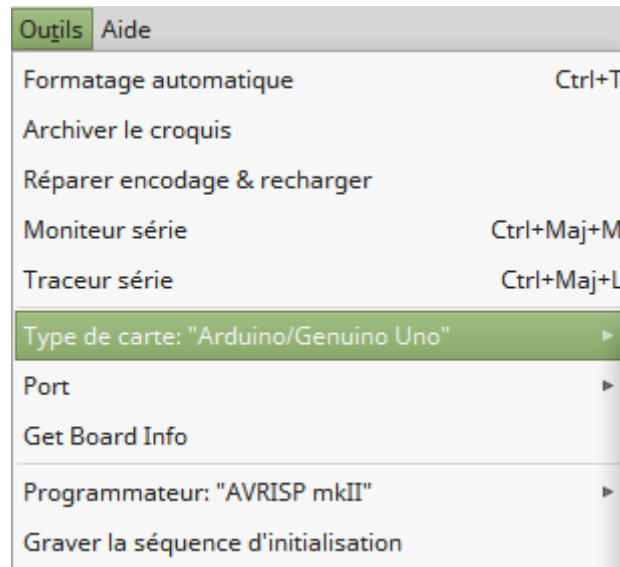 Outils Aide
Formatage automatique Ctrl+T
Archiver le croquis
Réparer encodage & recharger
Moniteur série Ctrl+Maj+M
Traceur série Ctrl+Maj+L
Type de carte: "Arduino/Genuino Uno"
Port
Get Board Info
Programmateur: "AVRISP mkII"
Graver la séquence d'initialisation